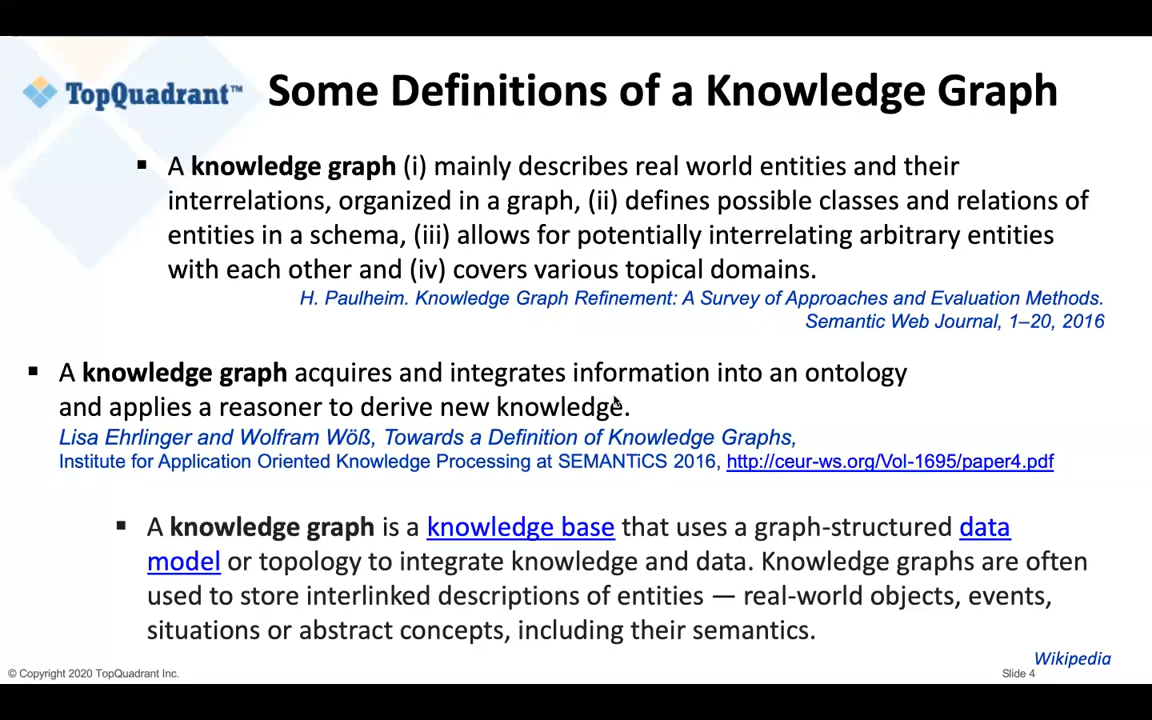 TopQuadrant™
Some Definitions of a Knowledge Graph
▪ A knowledge graph (i) mainly describes real world entities and their
interrelations, organized in a graph, (ii) defines possible classes and relations of
entities in a schema, (iii) allows for potentially interrelating arbitrary entities
with each other and (iv) covers various topical domains.
H. Paulheim. Knowledge Graph Refinement: A Survey of Approaches and Evaluation Methods.
Semantic Web Journal, 1–20, 2016
▪ A knowledge graph acquires and integrates information into an ontology
and applies a reasoner to derive new knowledge.
Lisa Ehrlinger and Wolfram Wöß, Towards a Definition of Knowledge Graphs,
Institute for Application Oriented Knowledge Processing at SEMANTiCS 2016, http://ceur-ws.org/Vol-1695/paper4.pdf
▪ A knowledge graph is a knowledge base that uses a graph-structured data
model or topology to integrate knowledge and data. Knowledge graphs are often
used to store interlinked descriptions of entities — real-world objects, events,
situations or abstract concepts, including their semantics.
Wikipedia
© Copyright 2020 TopQuadrant Inc.
Slide 4